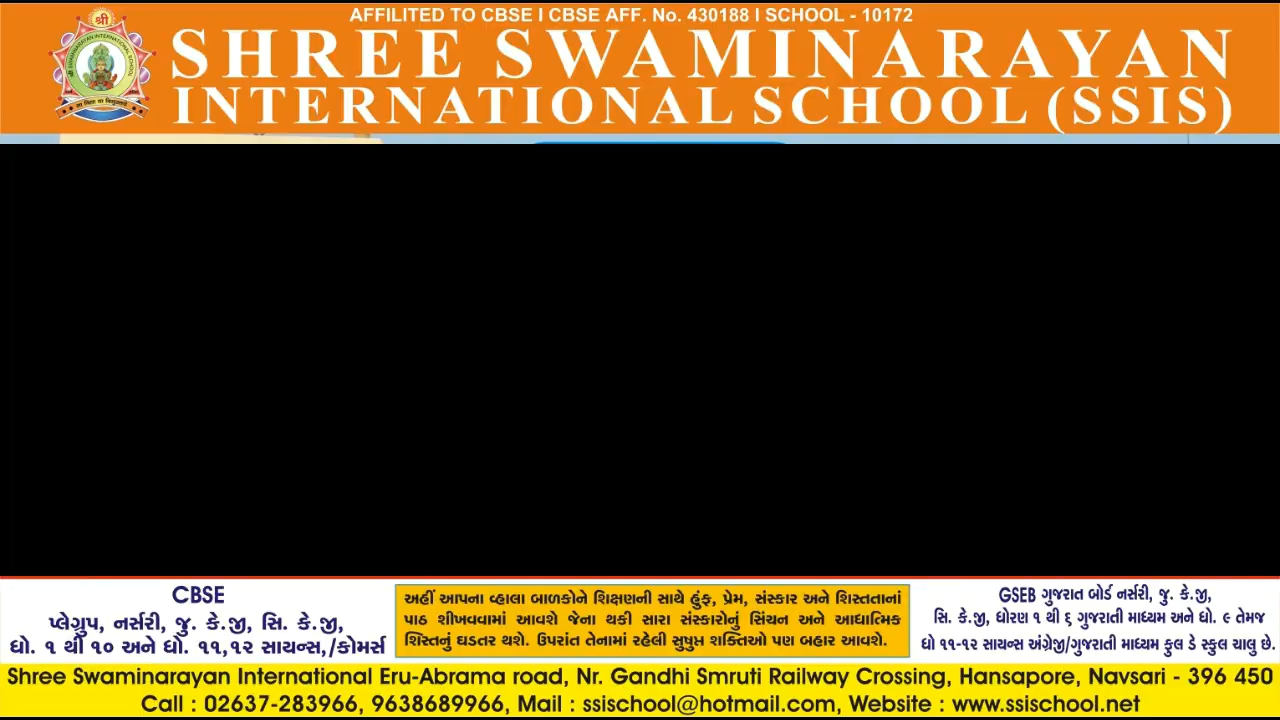 AFFILITED TO CBSE I CBSE AFF. No. 430188 I SCHOOL - 10172
SHREE SWAMINARAYAN
INTERNATIONAL SCHOOL (SSIS)
श्री
CBSE
પ્લેગ્રુપ, નર્સરી, જુ. કે.જી, સિ. કે.જી,
ધો. ૧ થી ૧૦ અને ધો. ૧૧,૧૨ સાયન્સ,/કોમર્સ
અહીં આપના વ્હાલા બાળકોને શિક્ષણની સાથે હુંફ, પ્રેમ, સંસ્કાર અને શિસ્તતાનાં
પાઠ શીખવવામાં આવશે જેના થકી સારા સંસ્કારોનું સિંચન અને આધાત્મિક
શિસ્તનું ઘડતર થશે. ઉપરાંત તેનામાં રહેલી સુષુપ્ત શક્તિઓ પણ બહાર આવશે.
GSEB ગુજરાત બોર્ડ નર્સરી, જુ. કે.જી,
સિ. કે.જી, ધોરણ ૧ થી ૬ ગુજરાતી માધ્યમ અને ધો. ૯ તેમજ
ધો ૧૧-૧૨ સાયન્સ અંગ્રેજી/ગુજરાતી માધ્યમ ફુલ ડે સ્કુલ ચાલુ છે.
Shree Swaminarayan International Eru-Abrama road, Nr. Gandhi Smruti Railway Crossing, Hansapore, Navsari - 396 450
Call : 02637-283966, 9638689966, Mail : ssischool@hotmail.com, Website : www.ssischool.net